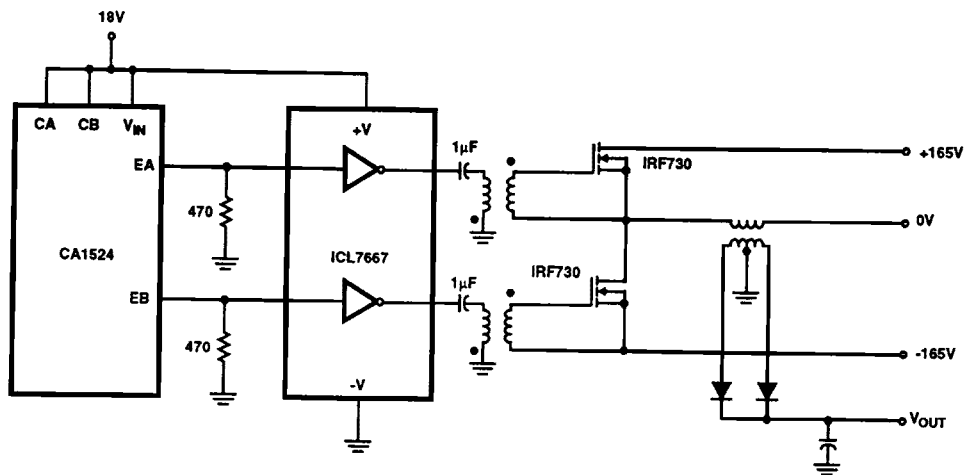 18V
CA CB VIN
+V
EA
1μF
IRF730
+165V
470
0V
CA1524
ICL7667
IRF730
EB
1μF
470
-165V
-V
VOUT